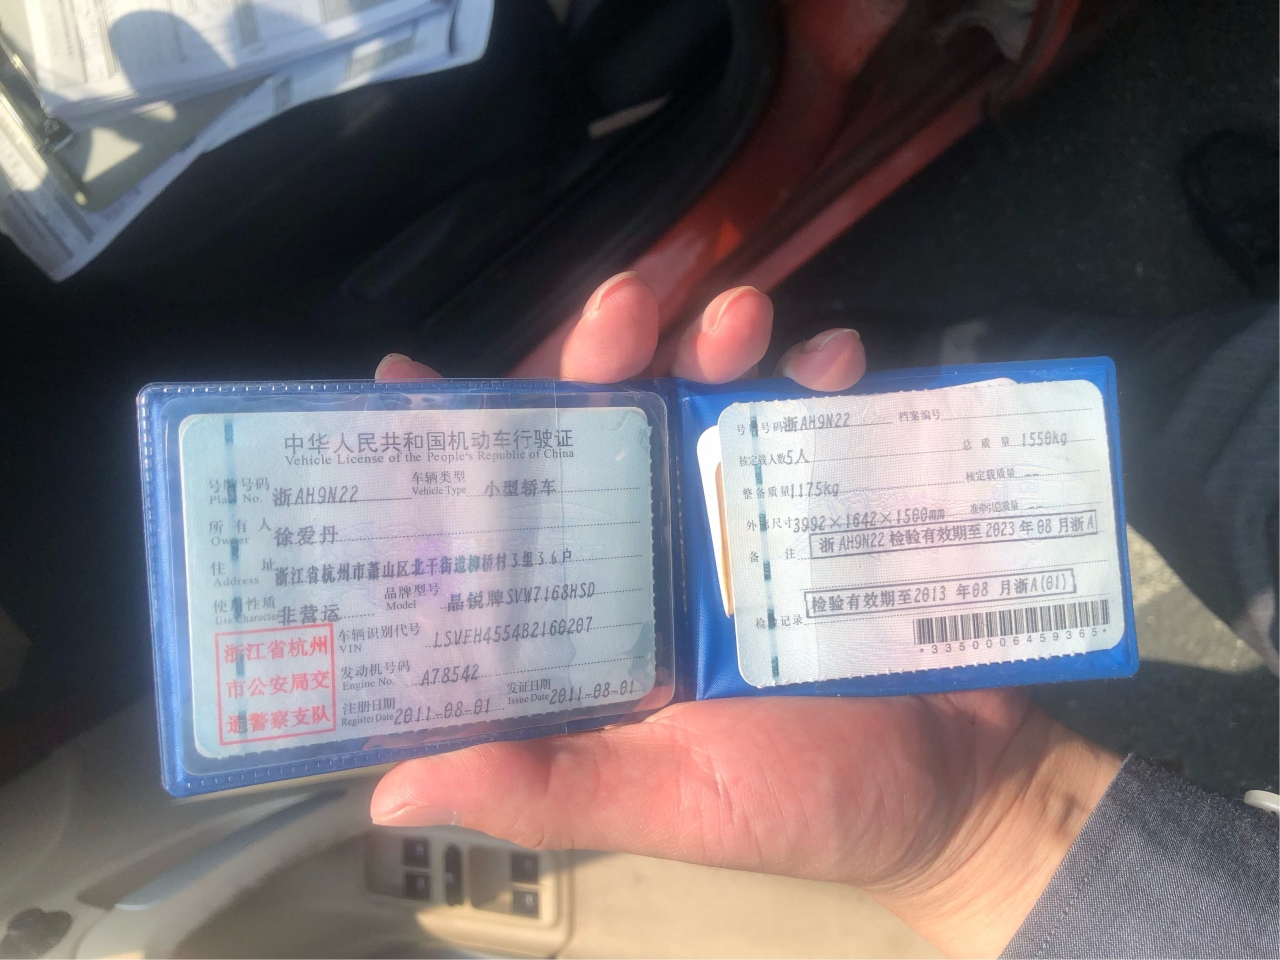 中华人民共和国机动车行驶证
Vehicle License of the People's Republic of China
号牌号码 浙AH9N22 车辆类型 小型轿车
Plate No. Vehicle Type
所有人 徐爱丹
Owner
住址 浙江省杭州市萧山区北干街道柳桥村3组36户
Address
使用性质 非营运 品牌型号 晶锐牌SVW7168HSD
Use Character Model
浙江省杭州
市公安局交
通警察支队
车辆识别代号 LSVFH4554B2160207
VIN
发动机号码 A78542
Engine No.
注册日期 2011-08-01 发证日期 2011-08-01
Register Date Issue Date
号牌号码 浙AH9N22 档案编号
核定载人数 5人 总质量 1550kg
整备质量 1175kg 核定载质量 --
外廓尺寸 3992×1642×1500mm 准牵引总质量 --
备注 浙AH9N22 检验有效期至2023年08月浙A
检验有效期至2013年08月浙A(01)
检验记录
*3350006459365*